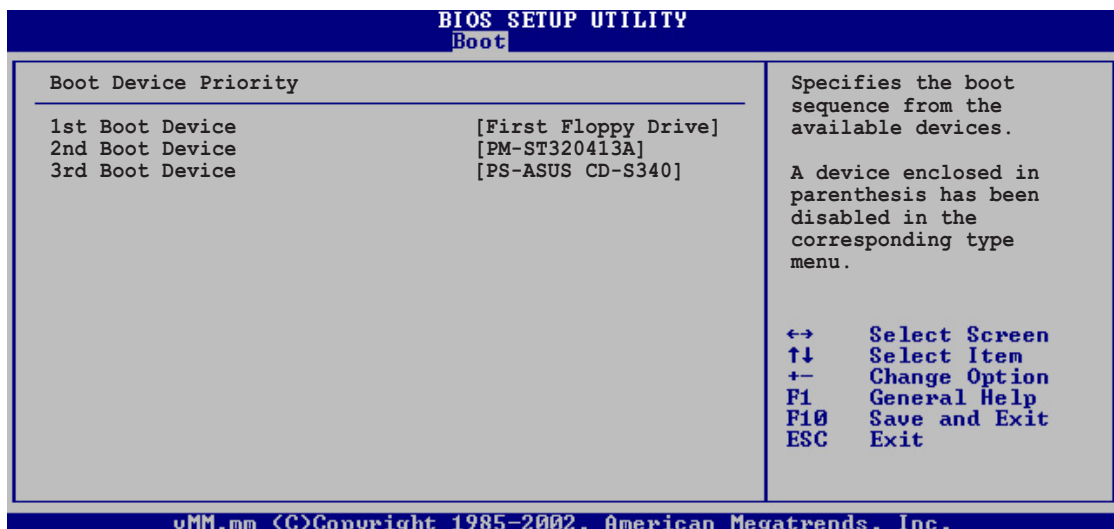 BIOS SETUP UTILITY
Boot
Boot Device Priority
1st Boot Device [First Floppy Drive]
2nd Boot Device [PM-ST320413A]
3rd Boot Device [PS-ASUS CD-S340]
Specifies the boot
sequence from the
available devices.
A device enclosed in
parenthesis has been
disabled in the
corresponding type
menu.
←→ Select Screen
↑↓ Select Item
+- Change Option
F1 General Help
F10 Save and Exit
ESC Exit
vMM.mm (C)Copyright 1985-2002, American Megatrends, Inc.